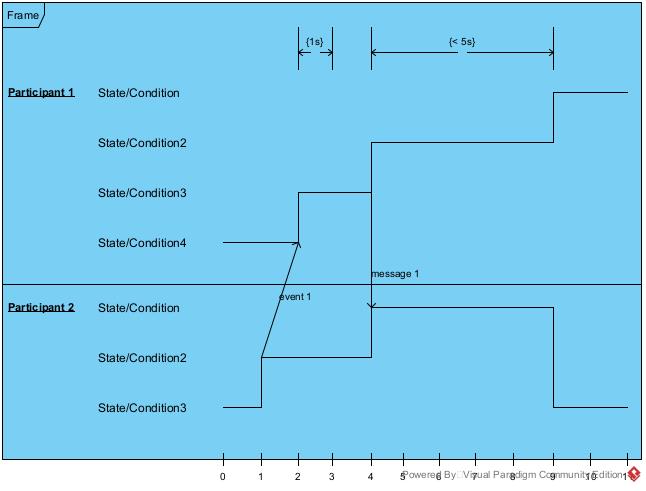 Frame
{1s} {< 5s}
Participant 1 State/Condition
State/Condition2
State/Condition3
State/Condition4
message 1
event 1
Participant 2 State/Condition
State/Condition2
State/Condition3
0 1 2 3 4 5 6 7 8 9 10 11
Powered By Visual Paradigm Community Edition